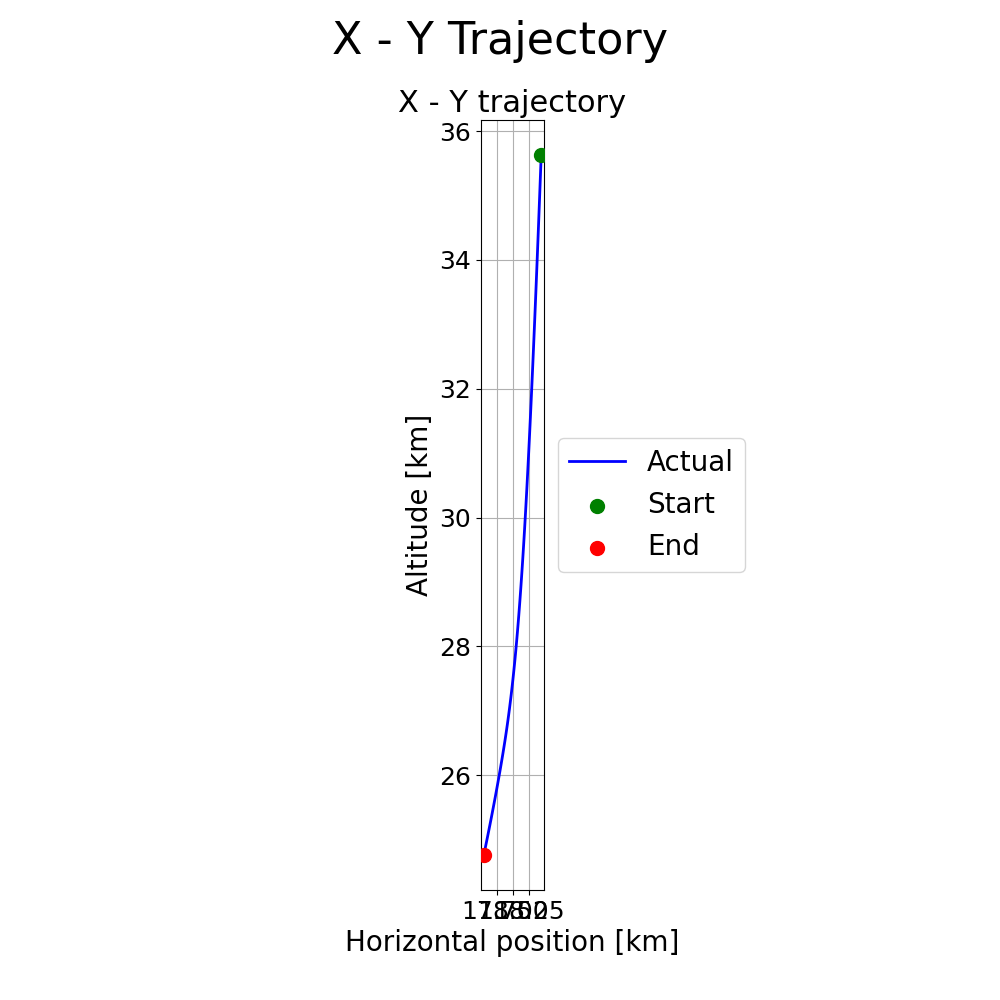 X - Y Trajectory
X - Y trajectory
36
34
32
30
28
26
Altitude [km]
Actual
Start
End
Horizontal position [km]